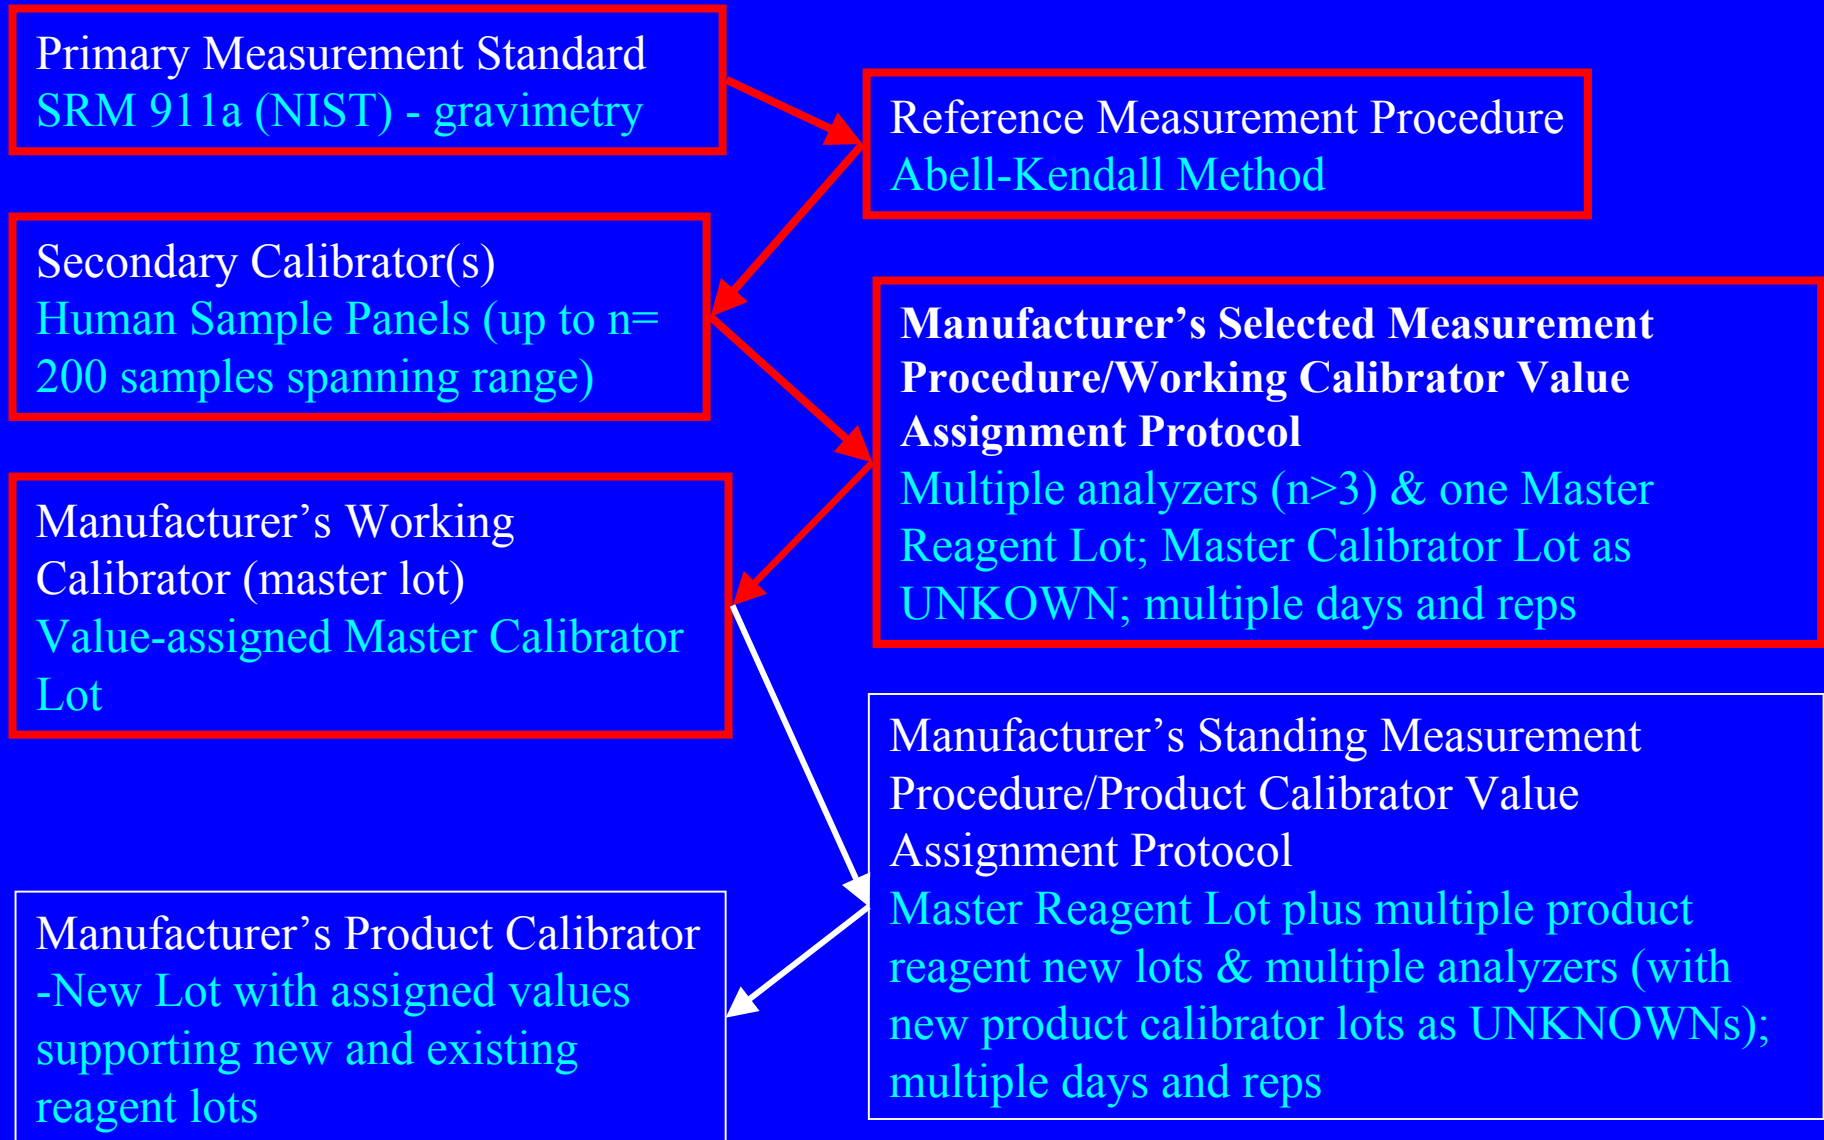 Primary Measurement Standard
SRM 911a (NIST) - gravimetry
Reference Measurement Procedure
Abell-Kendall Method
Secondary Calibrator(s)
Human Sample Panels (up to n=
200 samples spanning range)
Manufacturer’s Selected Measurement
Procedure/Working Calibrator Value
Assignment Protocol
Multiple analyzers (n>3) & one Master
Reagent Lot; Master Calibrator Lot as
UNKOWN; multiple days and reps
Manufacturer’s Working
Calibrator (master lot)
Value-assigned Master Calibrator
Lot
Manufacturer’s Standing Measurement
Procedure/Product Calibrator Value
Assignment Protocol
Master Reagent Lot plus multiple product
reagent new lots & multiple analyzers (with
new product calibrator lots as UNKNOWNs);
multiple days and reps
Manufacturer’s Product Calibrator
-New Lot with assigned values
supporting new and existing
reagent lots